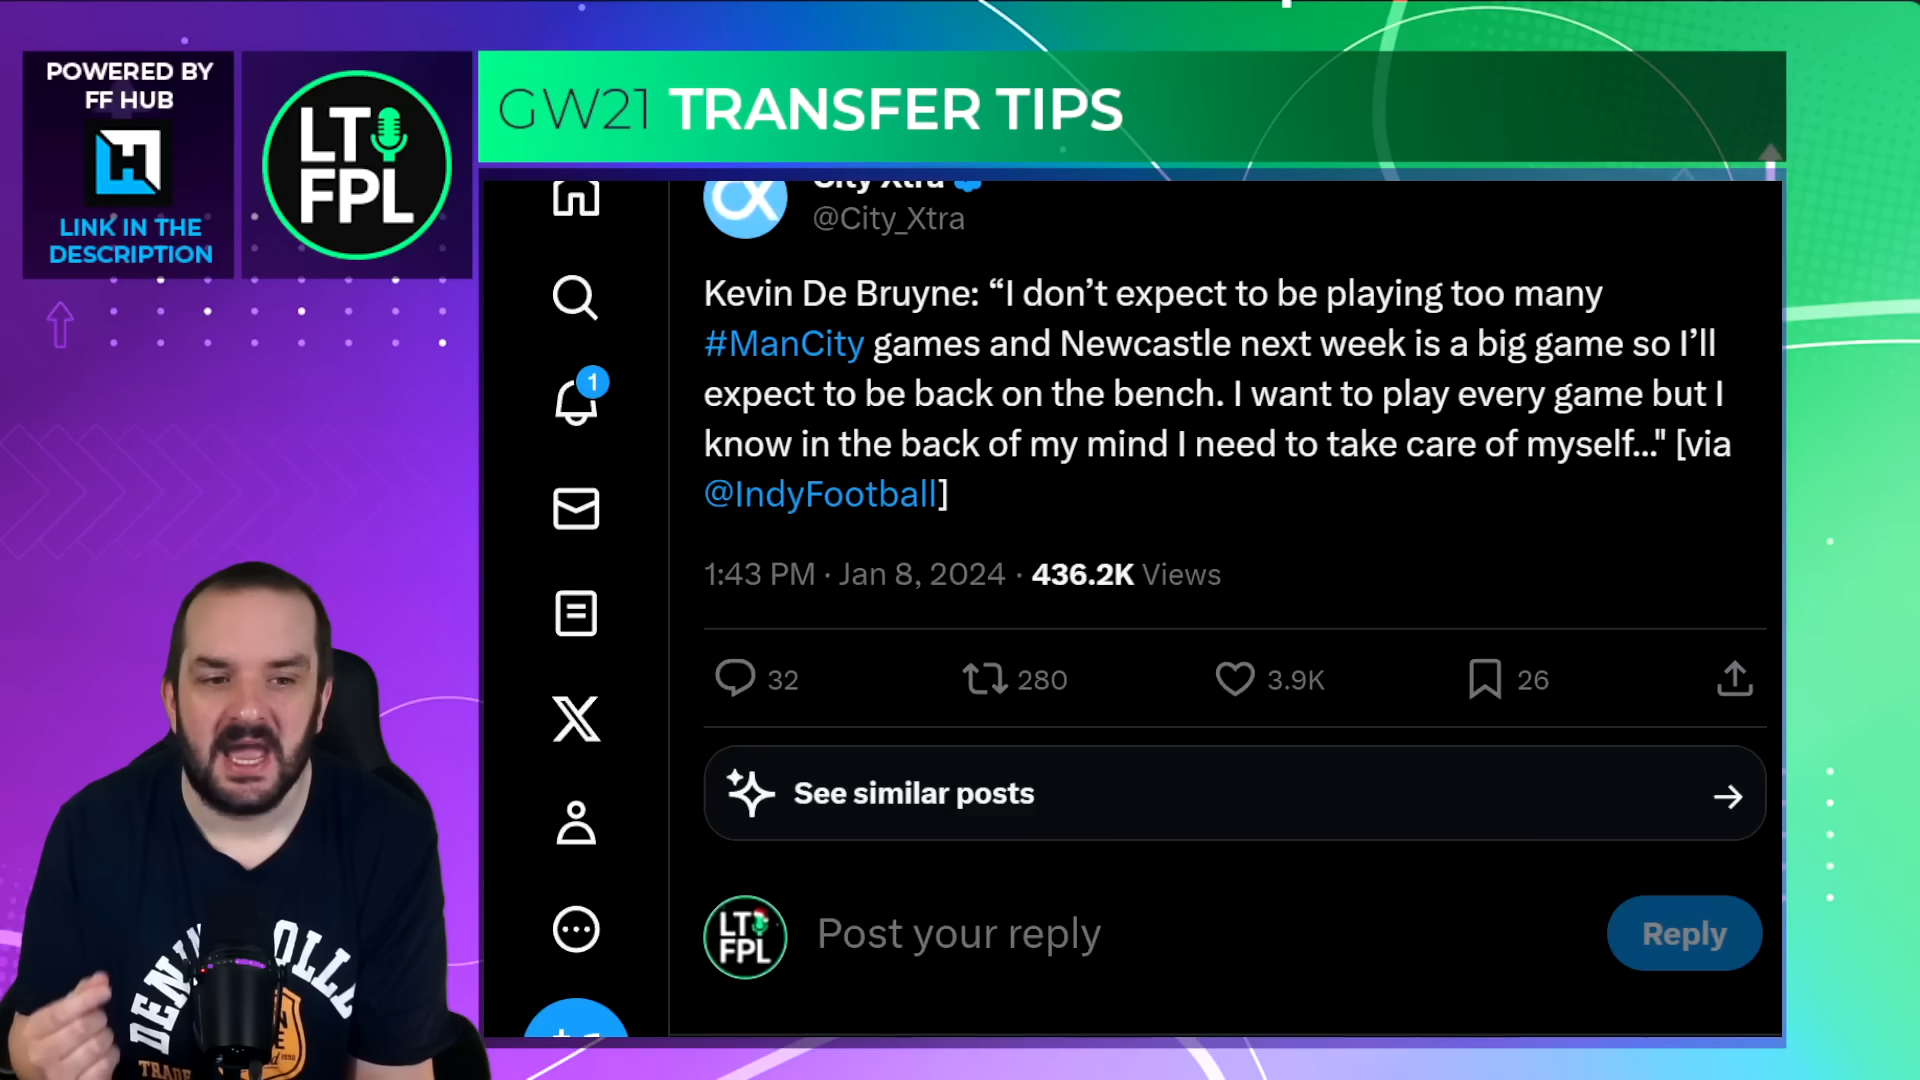 POWERED BY
FF HUB
LINK IN THE
DESCRIPTION
LT
FPL
GW21 TRANSFER TIPS
City Xtra
@City_Xtra
Kevin De Bruyne: “I don’t expect to be playing too many
#ManCity games and Newcastle next week is a big game so I’ll
expect to be back on the bench. I want to play every game but I
know in the back of my mind I need to take care of myself..." [via
@IndyFootball]
1:43 PM · Jan 8, 2024 · 436.2K Views
32 280 3.9K 26
See similar posts
LT
FPL
Post your reply
Reply
1